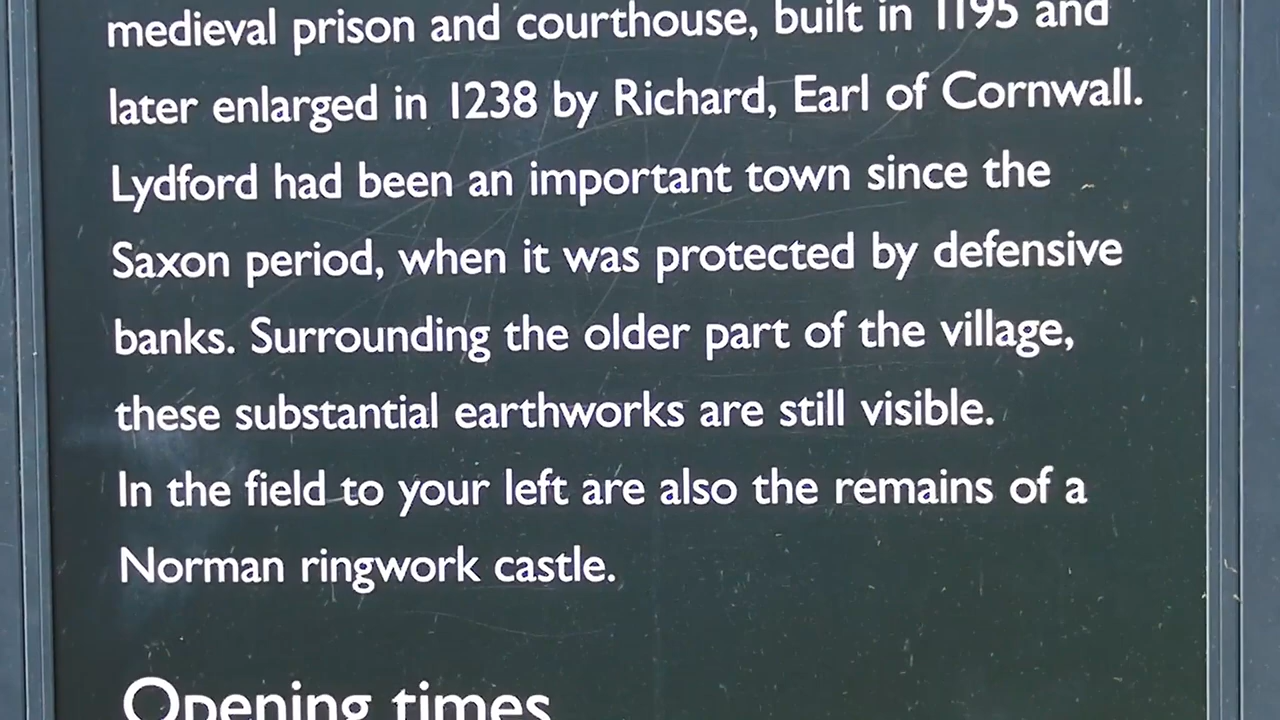 medieval prison and courthouse, built in 1195 and
later enlarged in 1238 by Richard, Earl of Cornwall.
Lydford had been an important town since the
Saxon period, when it was protected by defensive
banks. Surrounding the older part of the village,
these substantial earthworks are still visible.
In the field to your left are also the remains of a
Norman ringwork castle.
Opening times